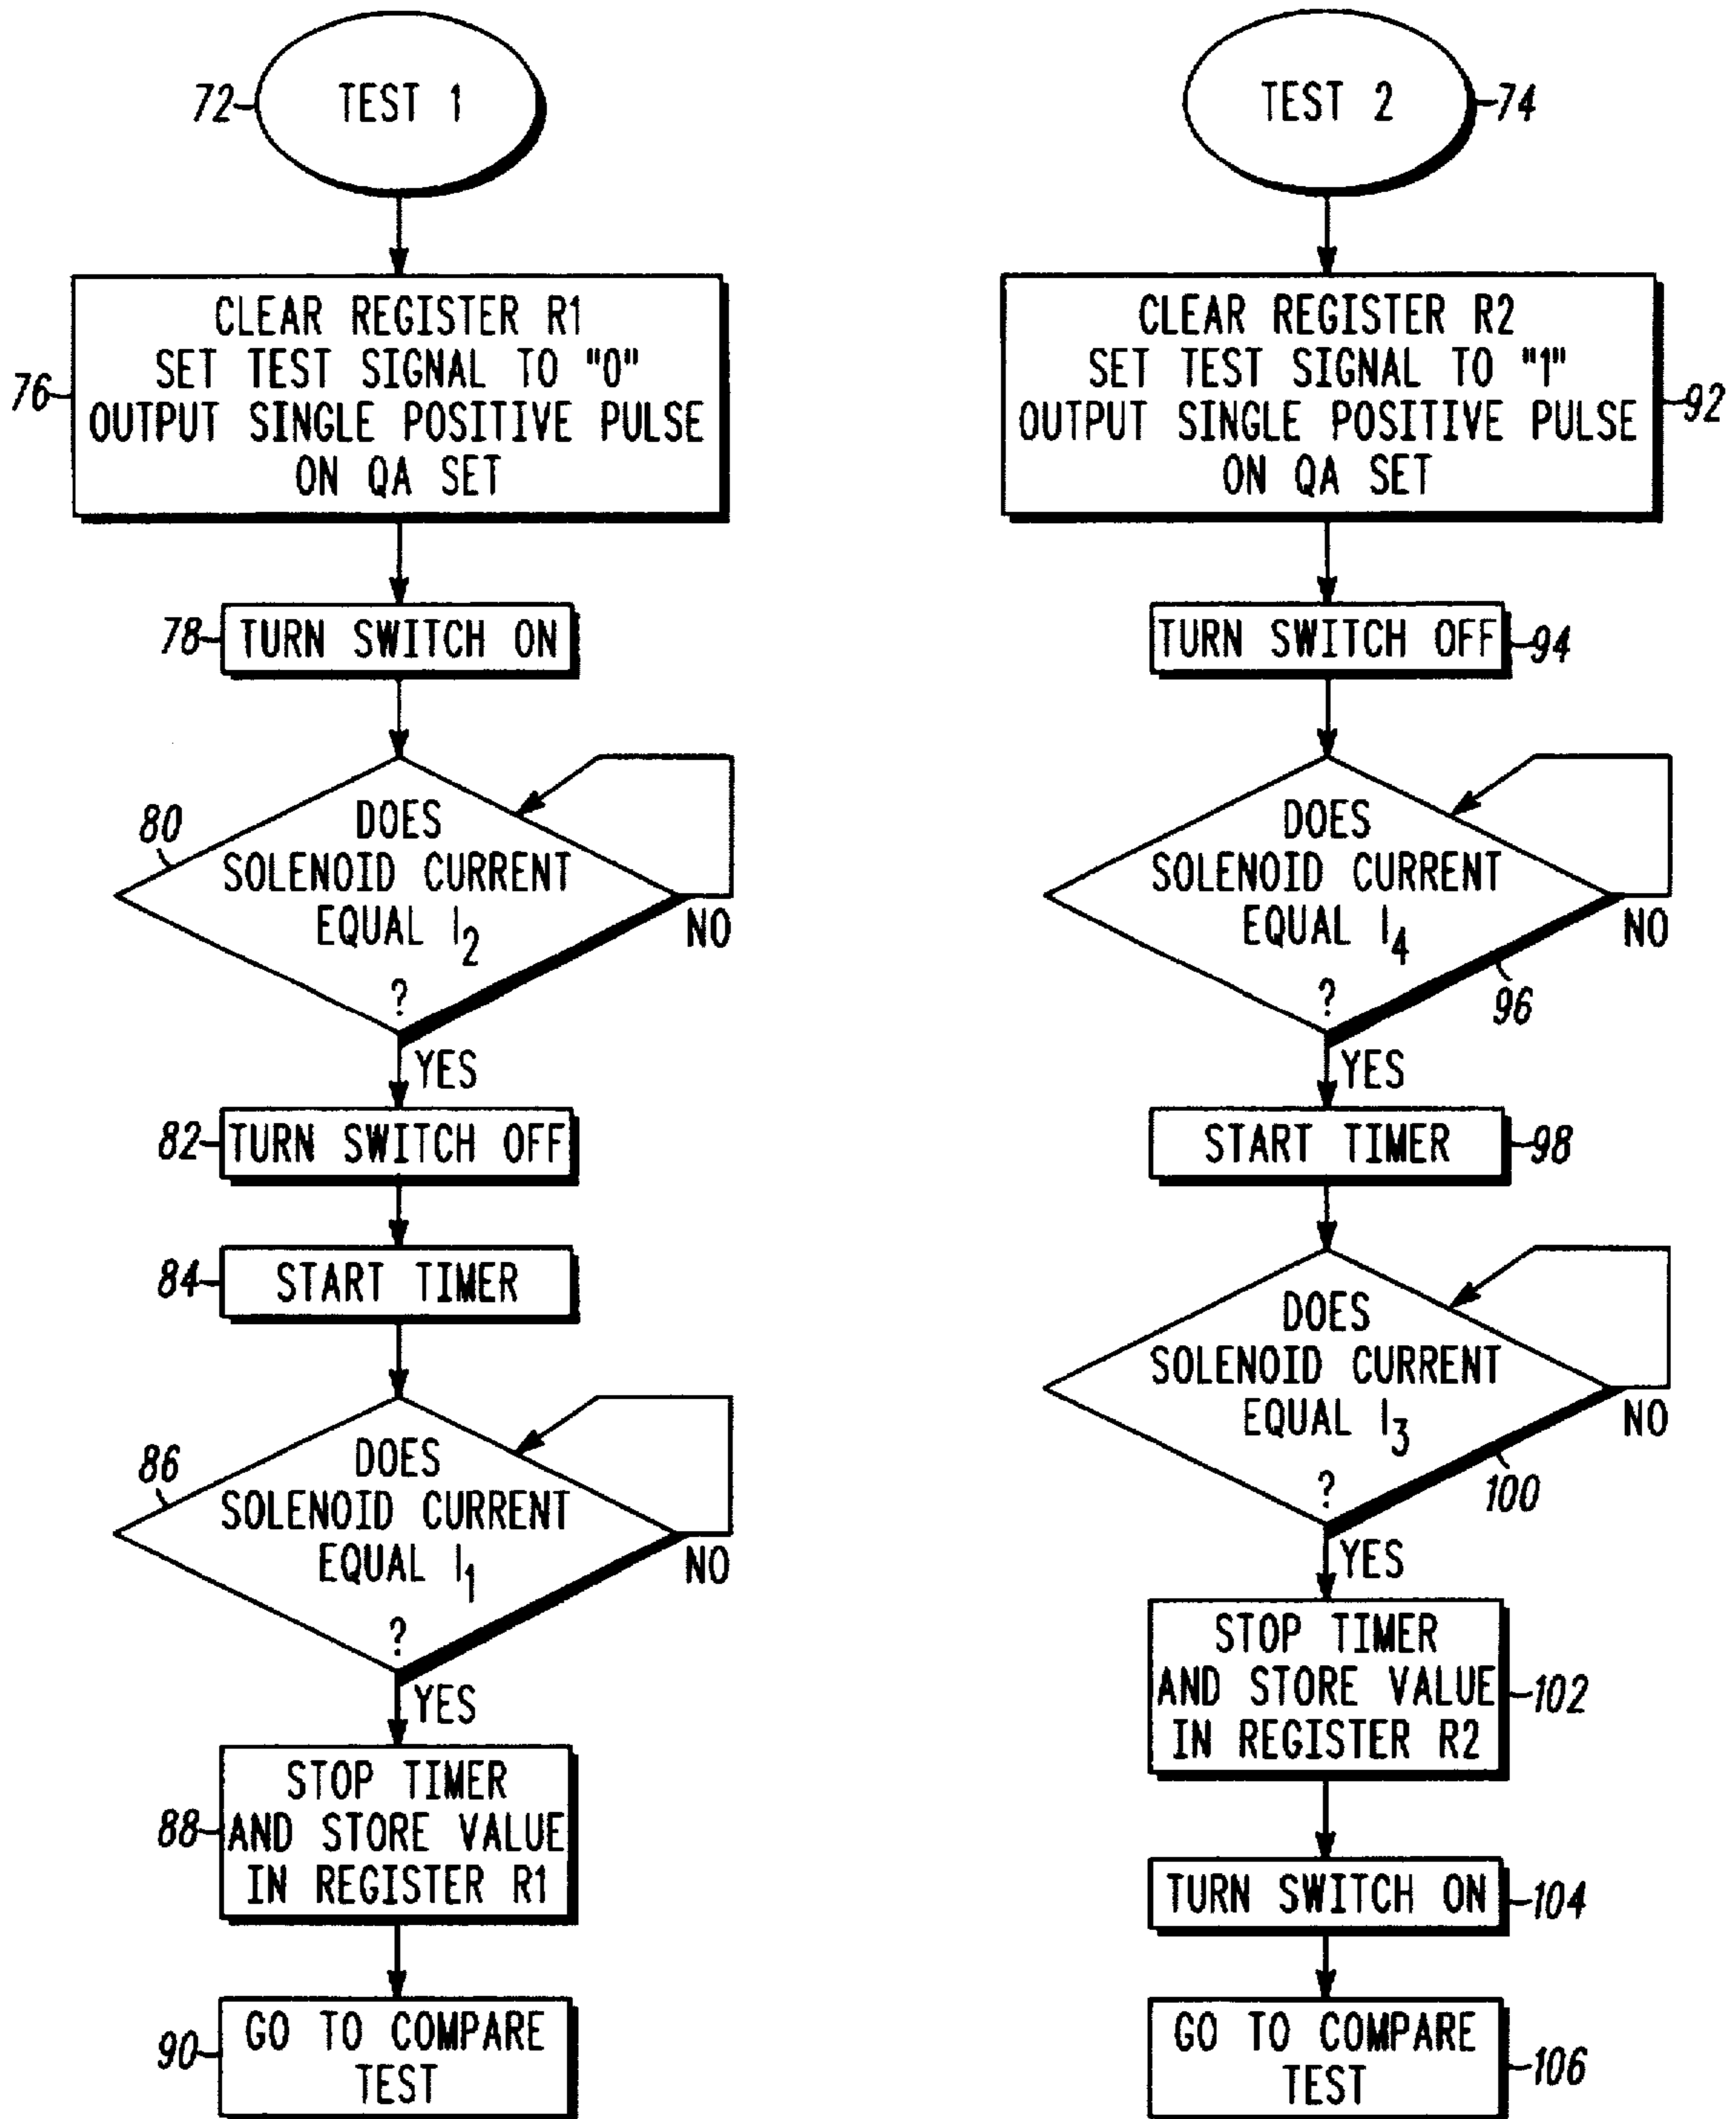 72
TEST 1
76
CLEAR REGISTER R1
SET TEST SIGNAL TO "0"
OUTPUT SINGLE POSITIVE PULSE
ON QA SET
78
TURN SWITCH ON
80
DOES
SOLENOID CURRENT
EQUAL I₂
?
NO
YES
82
TURN SWITCH OFF
84
START TIMER
86
DOES
SOLENOID CURRENT
EQUAL I₁
?
NO
YES
88
STOP TIMER
AND STORE VALUE
IN REGISTER R1
90
GO TO COMPARE
TEST
TEST 2
74
CLEAR REGISTER R2
SET TEST SIGNAL TO "1"
OUTPUT SINGLE POSITIVE PULSE
ON QA SET
92
TURN SWITCH OFF
94
DOES
SOLENOID CURRENT
EQUAL I₄
?
NO
96
YES
START TIMER
98
DOES
SOLENOID CURRENT
EQUAL I₃
?
NO
100
YES
STOP TIMER
AND STORE VALUE
IN REGISTER R2
102
TURN SWITCH ON
104
GO TO COMPARE
TEST
106